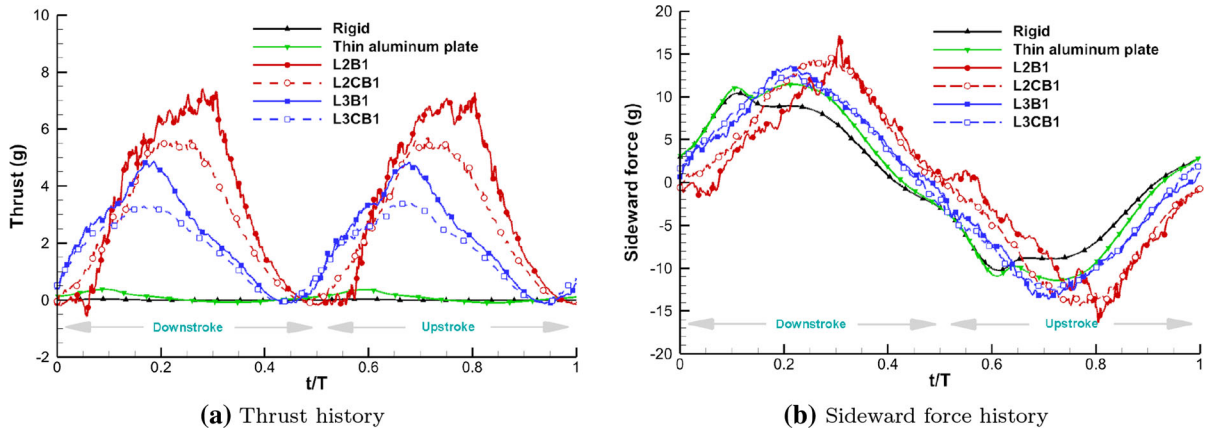 10
8
6
4
2
0
-2
Thrust (g)
Rigid
Thin aluminum plate
L2B1
L2CB1
L3B1
L3CB1
Downstroke
Upstroke
0
0.2
0.4
0.6
0.8
1
t/T
(a) Thrust history
20
15
10
5
0
-5
-10
-15
-20
Sideward force (g)
Rigid
Thin aluminum plate
L2B1
L2CB1
L3B1
L3CB1
Downstroke
Upstroke
0
0.2
0.4
0.6
0.8
1
t/T
(b) Sideward force history